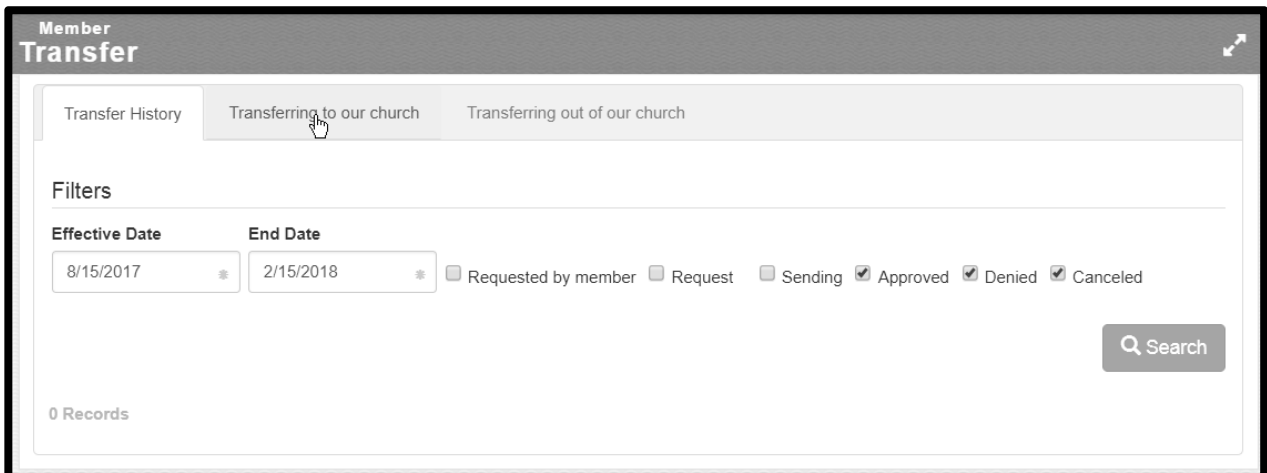 Member
Transfer
Transfer History Transferring to our church Transferring out of our church
Filters
Effective Date End Date
8/15/2017 2/15/2018 Requested by member Request Sending Approved Denied Canceled
Search
0 Records